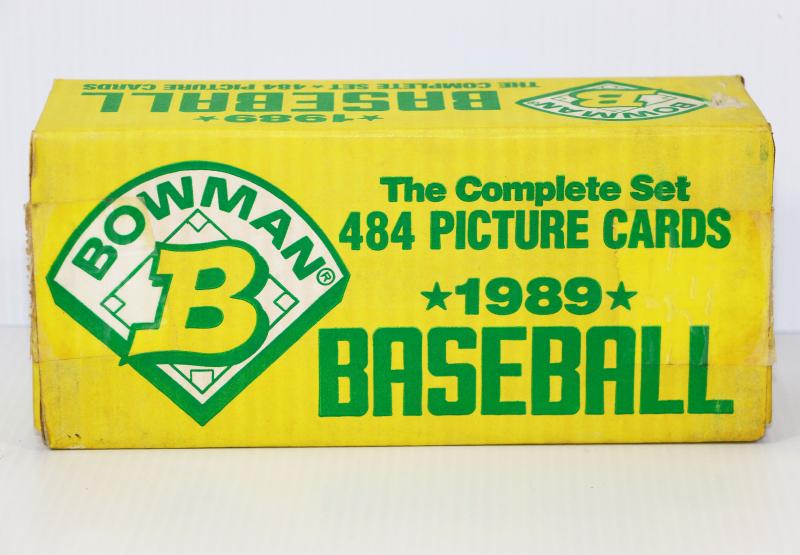 THE COMPLETE SET • 484 PICTURE CARDS
BASEBALL
★1989★
BOWMAN
B
BOWMAN®
B
The Complete Set
484 PICTURE CARDS
★1989★
BASEBALL